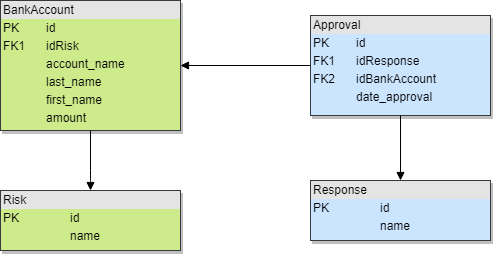 BankAccount
PK id
FK1 idRisk
account_name
last_name
first_name
amount
Approval
PK id
FK1 idResponse
FK2 idBankAccount
date_approval
Risk
PK id
name
Response
PK id
name